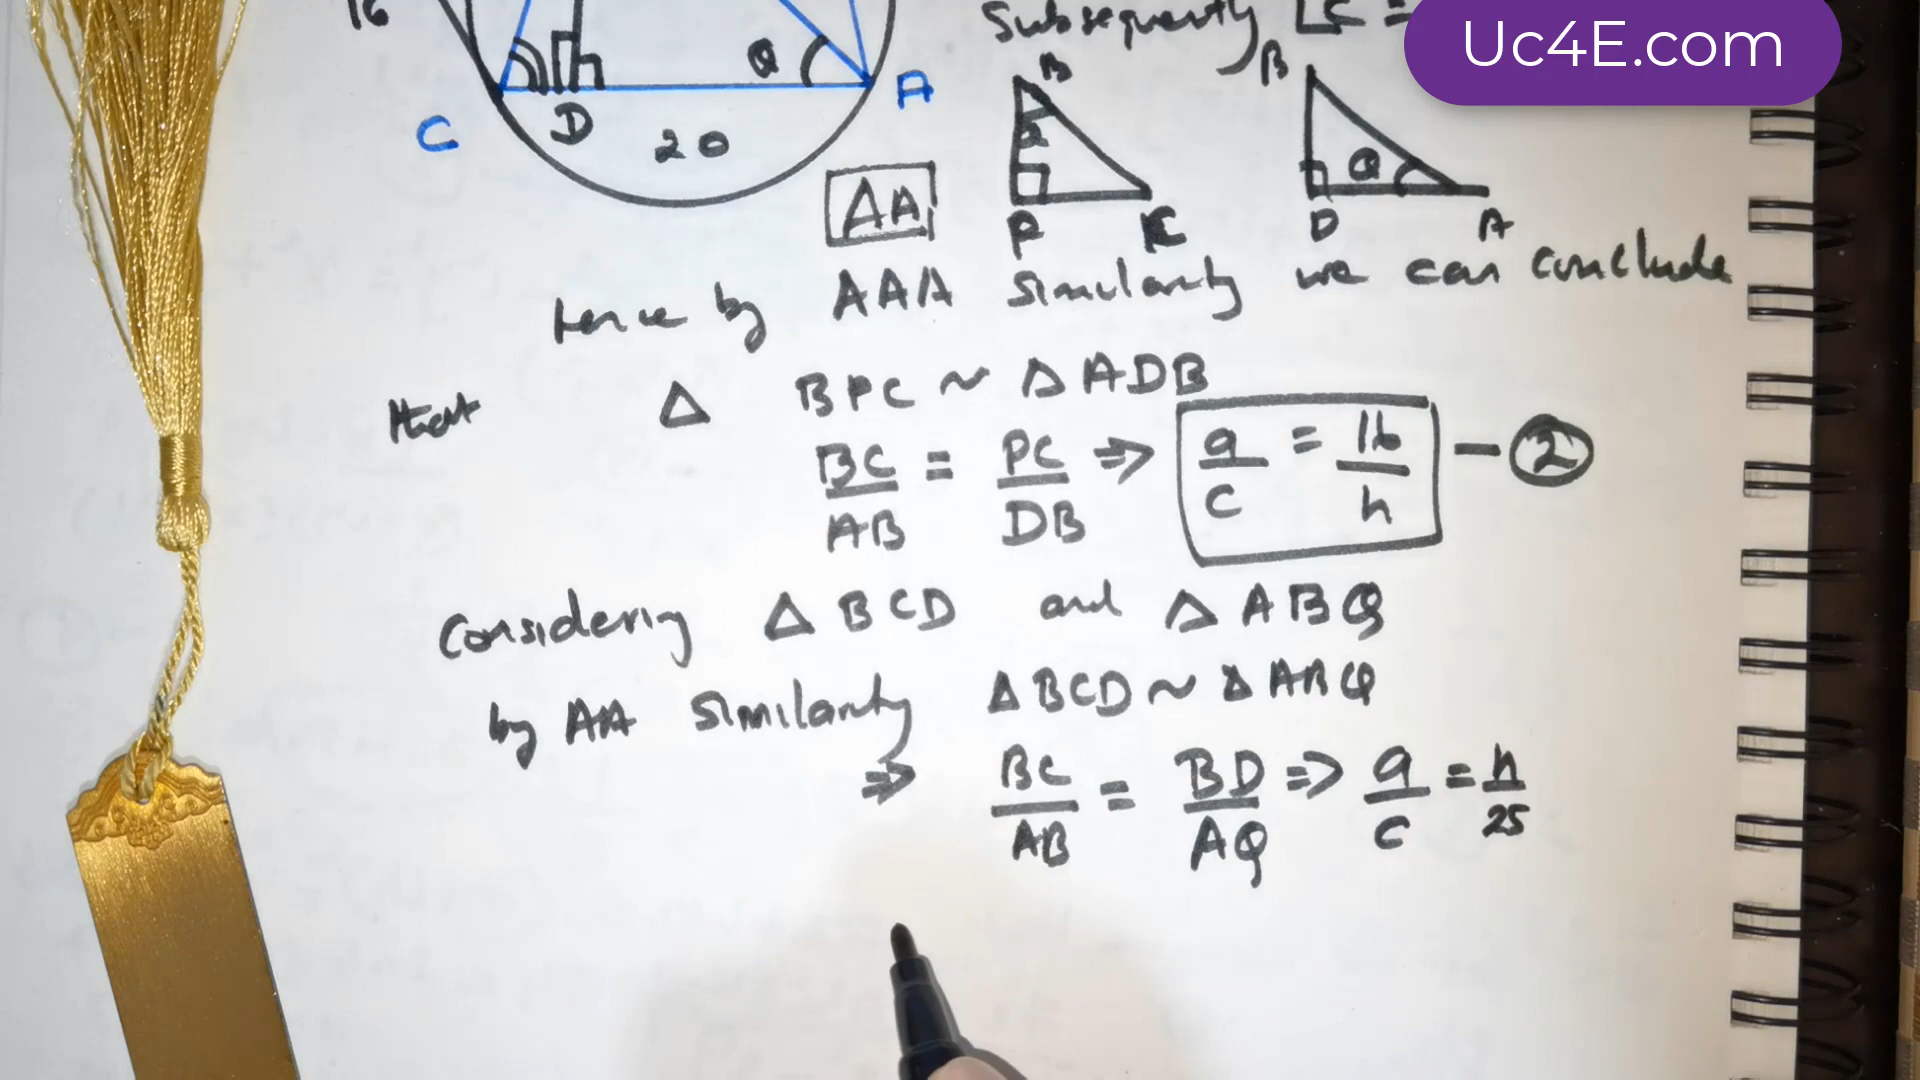 16
Subsequently ∠C =
Uc4E.com
B
B
Q
A
C
D
20
Q
P
C
D
A
AA
Hence by AAA similarity we can conclude
that Δ BPC ~ Δ ADB
BC/AB = PC/DB ⇒ a/c = 16/h - 2
Considering Δ BCD and Δ ABQ
by AA similarity Δ BCD ~ Δ ABQ
⇒ BC/AB = BD/AQ ⇒ a/c = h/25